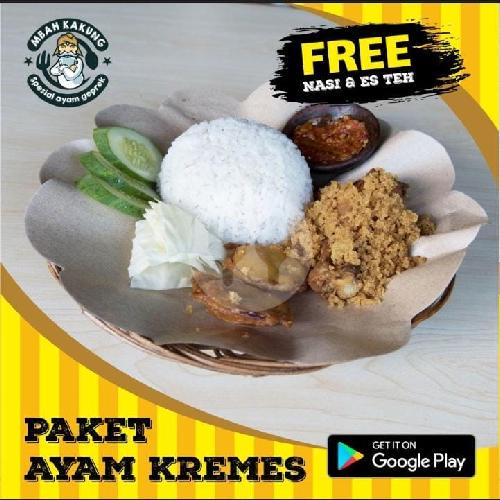 MBAH KAKUNG
Spesial ayam geprek
FREE
NASI & ES TEH
PAKET
AYAM KREMES
GET IT ON
Google Play